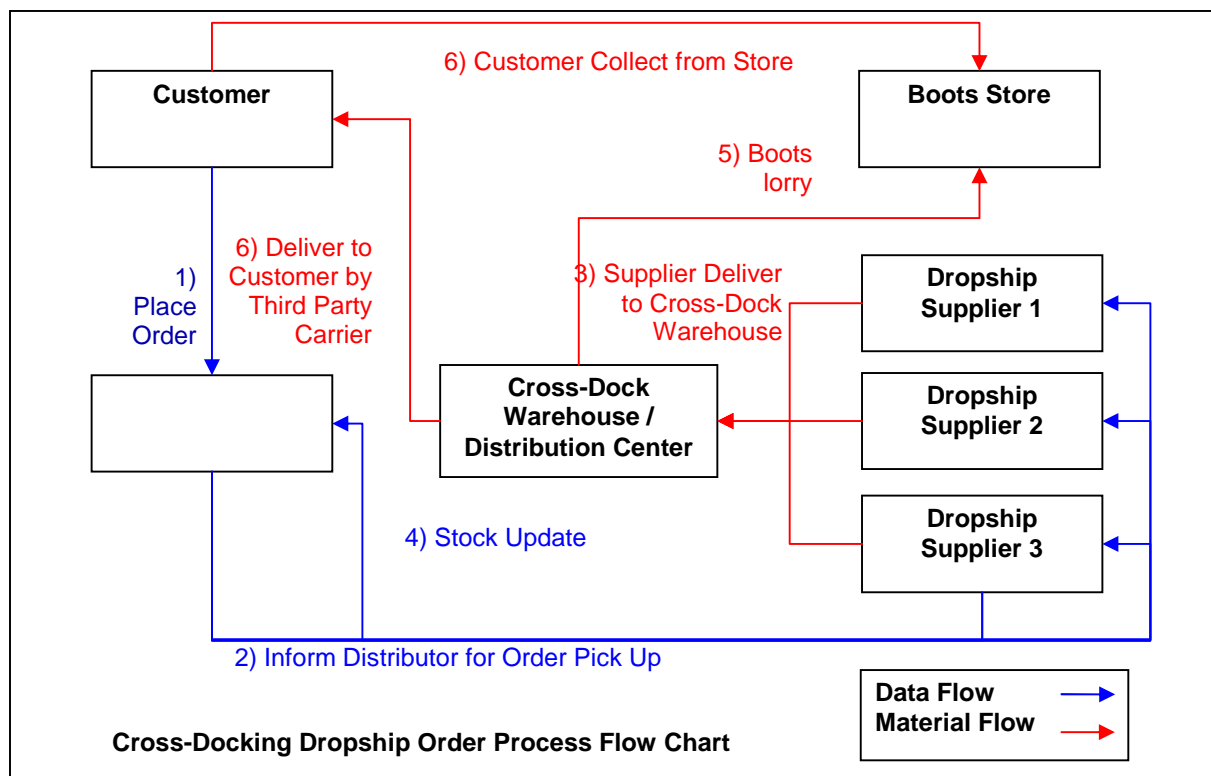 6) Customer Collect from Store
Customer
Boots Store
5) Boots
lorry
1)
Place
Order
6) Deliver to
Customer by
Third Party
Carrier
3) Supplier Deliver
to Cross-Dock
Warehouse
Dropship
Supplier 1
Cross-Dock
Warehouse /
Distribution Center
Dropship
Supplier 2
Dropship
Supplier 3
4) Stock Update
2) Inform Distributor for Order Pick Up
Data Flow
Material Flow
Cross-Docking Dropship Order Process Flow Chart